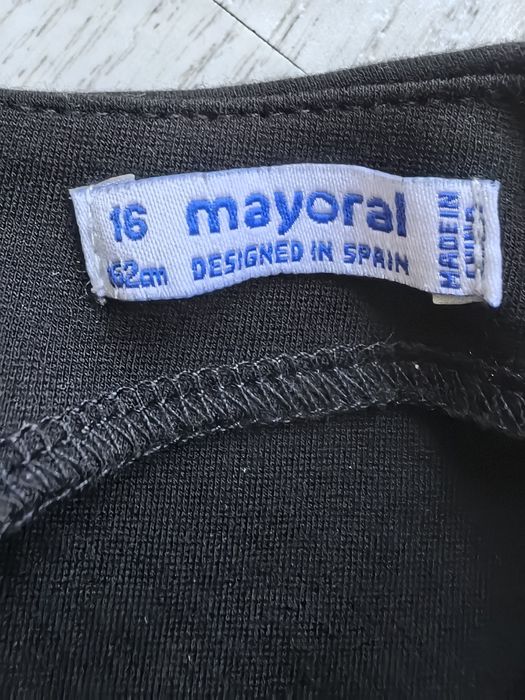 16
162cm
mayoral
DESIGNED IN SPAIN
MADE IN
CHINA